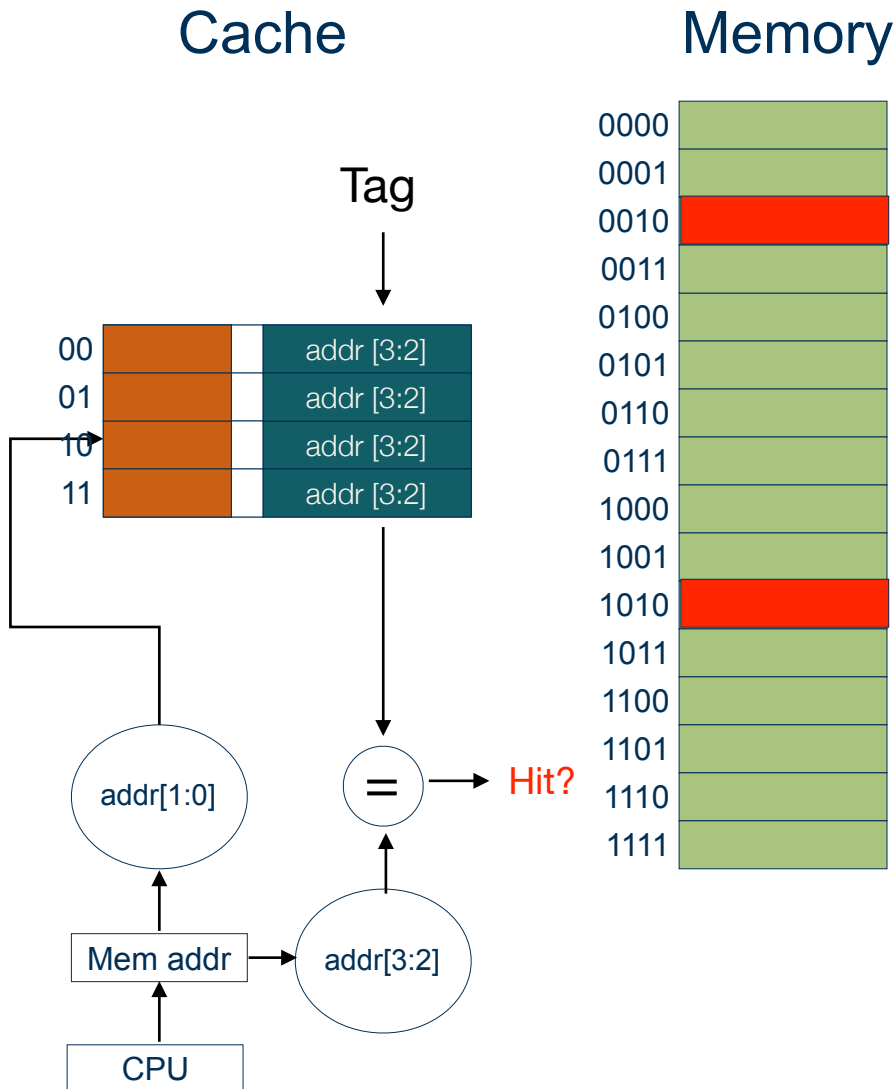 Cache
Memory
Tag
00
addr [3:2]
01
addr [3:2]
10
addr [3:2]
11
addr [3:2]
0000
0001
0010
0011
0100
0101
0110
0111
1000
1001
1010
1011
1100
1101
1110
1111
addr[1:0]
=
Hit?
Mem addr
addr[3:2]
CPU